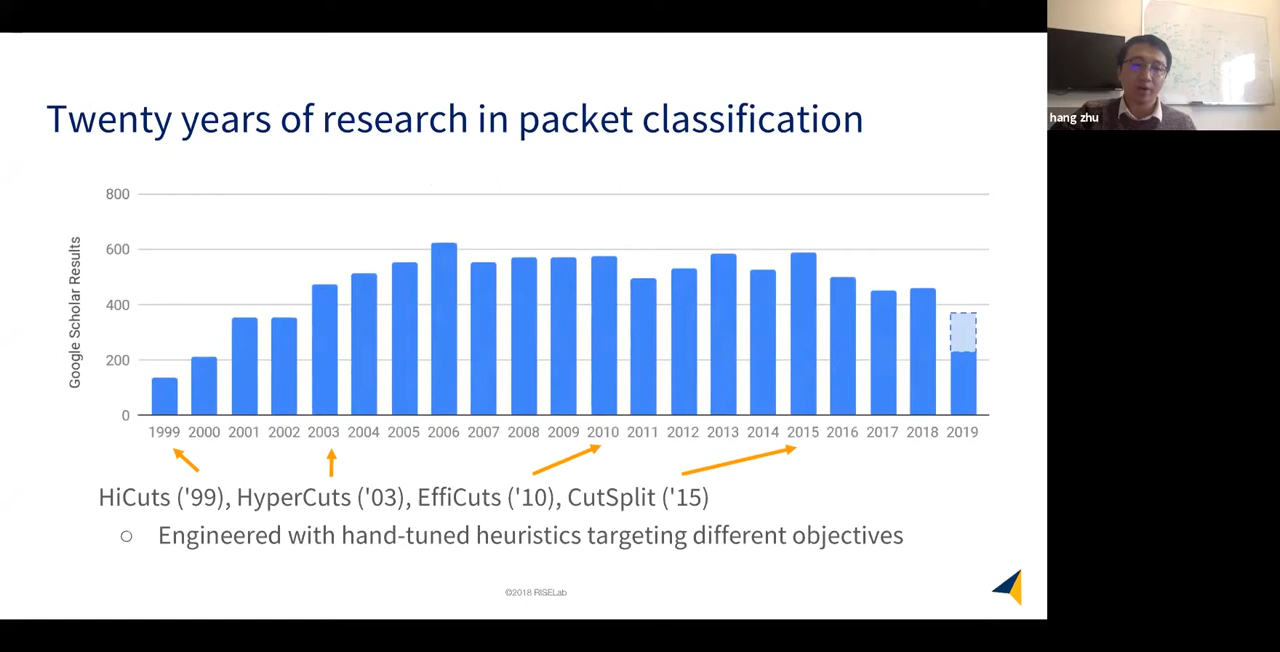 Twenty years of research in packet classification
hang zhu
Google Scholar Results
800
600
400
200
0
1999 2000 2001 2002 2003 2004 2005 2006 2007 2008 2009 2010 2011 2012 2013 2014 2015 2016 2017 2018 2019
HiCuts ('99), HyperCuts ('03), EffiCuts ('10), CutSplit ('15)
○ Engineered with hand-tuned heuristics targeting different objectives
©2018 RISELab